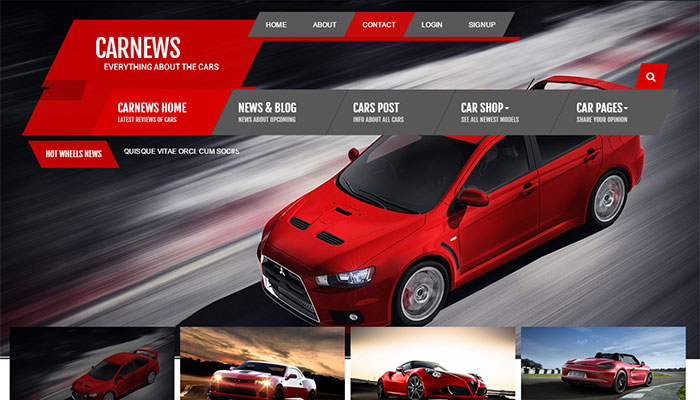 HOME ABOUT CONTACT LOGIN SIGNUP
CARNEWS
EVERYTHING ABOUT THE CARS
CARNEWS HOME NEWS & BLOG CARS POST CAR SHOP CAR PAGES
LATEST REVIEWS OF CARS NEWS ABOUT UPCOMING INFO ABOUT ALL CARS SEE ALL NEWEST MODELS SHARE YOUR OPINION
HOT WHEELS NEWS QUISQUE VITAE ORCI. CUM SOCIIS